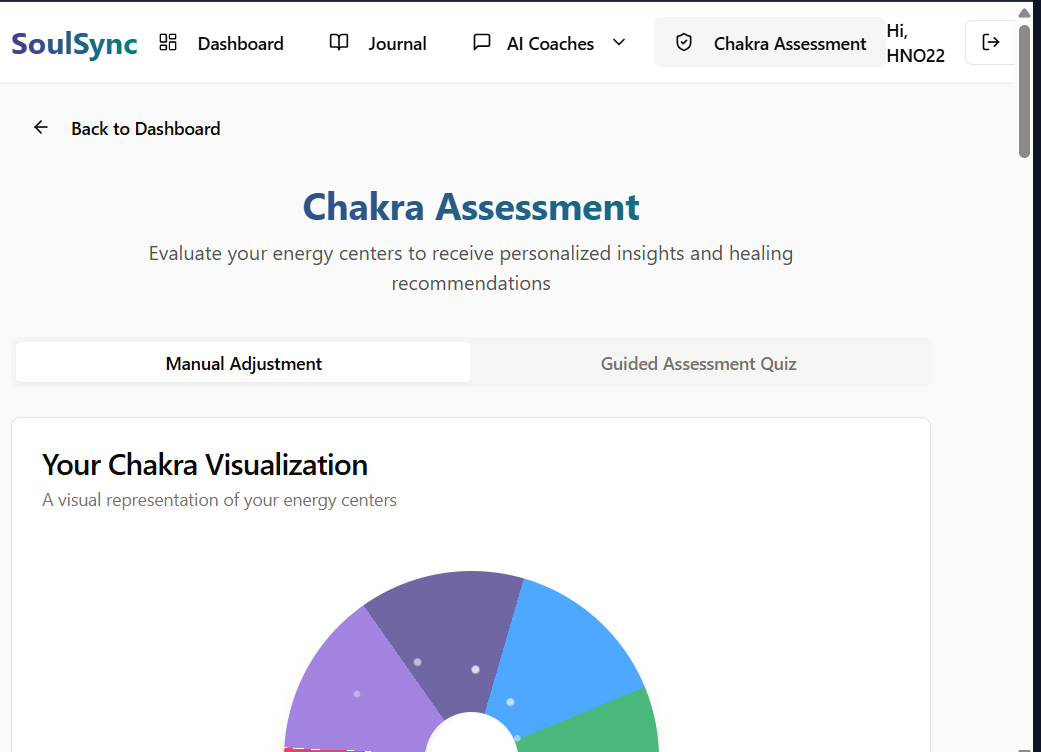 SoulSync
Dashboard
Journal
AI Coaches
Chakra Assessment
Hi,
HNO22
Back to Dashboard
Chakra Assessment
Evaluate your energy centers to receive personalized insights and healing
recommendations
Manual Adjustment
Guided Assessment Quiz
Your Chakra Visualization
A visual representation of your energy centers